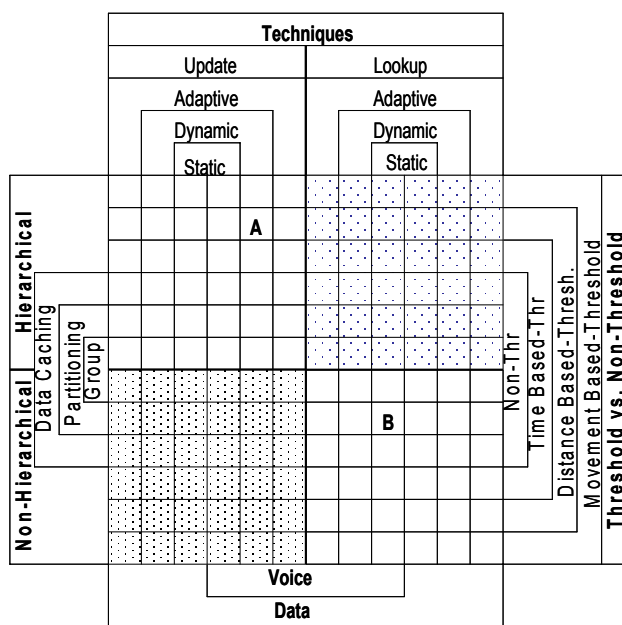 Techniques
Update
Lookup
Adaptive
Adaptive
Dynamic
Dynamic
Static
Static
Hierarchical
Non-Hierarchical
Data Caching
Partitioning
Group
A
B
Non-Thr
Time Based-Thr
Distance Based-Thresh.
Movement Based-Threshold
Threshold vs. Non-Threshold
Voice
Data